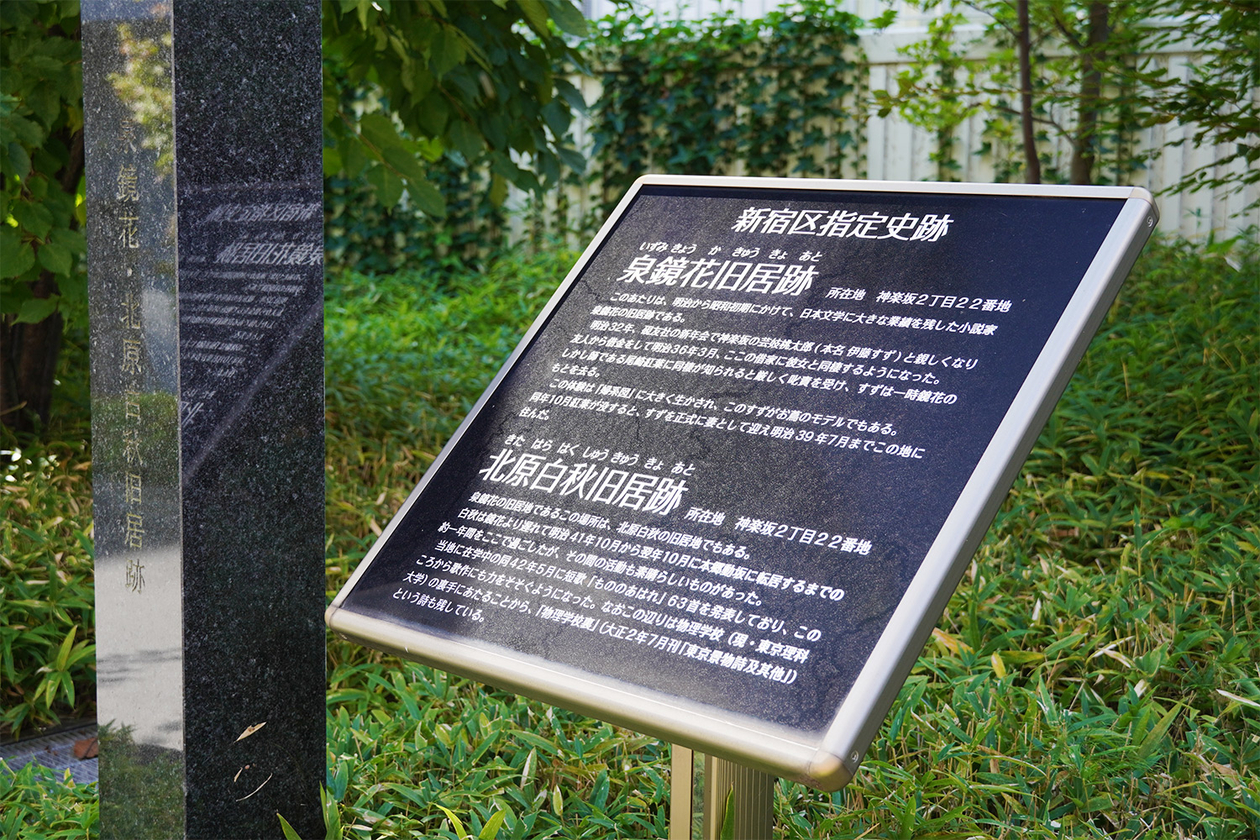 泉鏡花・北原白秋旧居跡
新宿区指定史跡
いずみ きょう か きゅう きょ あと
泉鏡花旧居跡 所在地 神楽坂2丁目22番地
このあたりは、明治から昭和初期にかけて、日本文学に大きな業績を残した小説家
泉鏡花の旧居跡である。
明治32年、硯友社の新年会で神楽坂の芸妓桃太郎(本名 伊藤すず)と親しくなり
友人から借金をして明治36年3月、ここの借家に彼女と同棲するようになった。
しかし師である尾崎紅葉に同棲が知られると厳しく叱責を受け、すずは一時鏡花の
もとを去る。
この体験は「婦系図」に大きく生かされ、このすずがお蔦のモデルでもある。
同年10月紅葉が没すると、すずを正式に妻として迎え明治39年7月までこの地に
住んだ。
きた はら はく しゅう きゅう きょ あと
北原白秋旧居跡 所在地 神楽坂2丁目22番地
泉鏡花の旧居地であるこの場所は、北原白秋の旧居地でもある。
白秋は鏡花より遅れて明治41年10月から翌年10月に本郷動坂に転居するまでの
約一年間をここで過ごしたが、その間の活動も素晴らしいものがあった。
当地に在学中の同42年5月に短歌「もののあはれ」63首を発表しており、この
ころから歌作にも力をそそぐようになった。なおこの辺りは物理学校(現・東京理科
大学)の裏手にあたることから、「物理学校裏」(大正2年7月刊「東京景物詩及其他」)
という詩も残している。